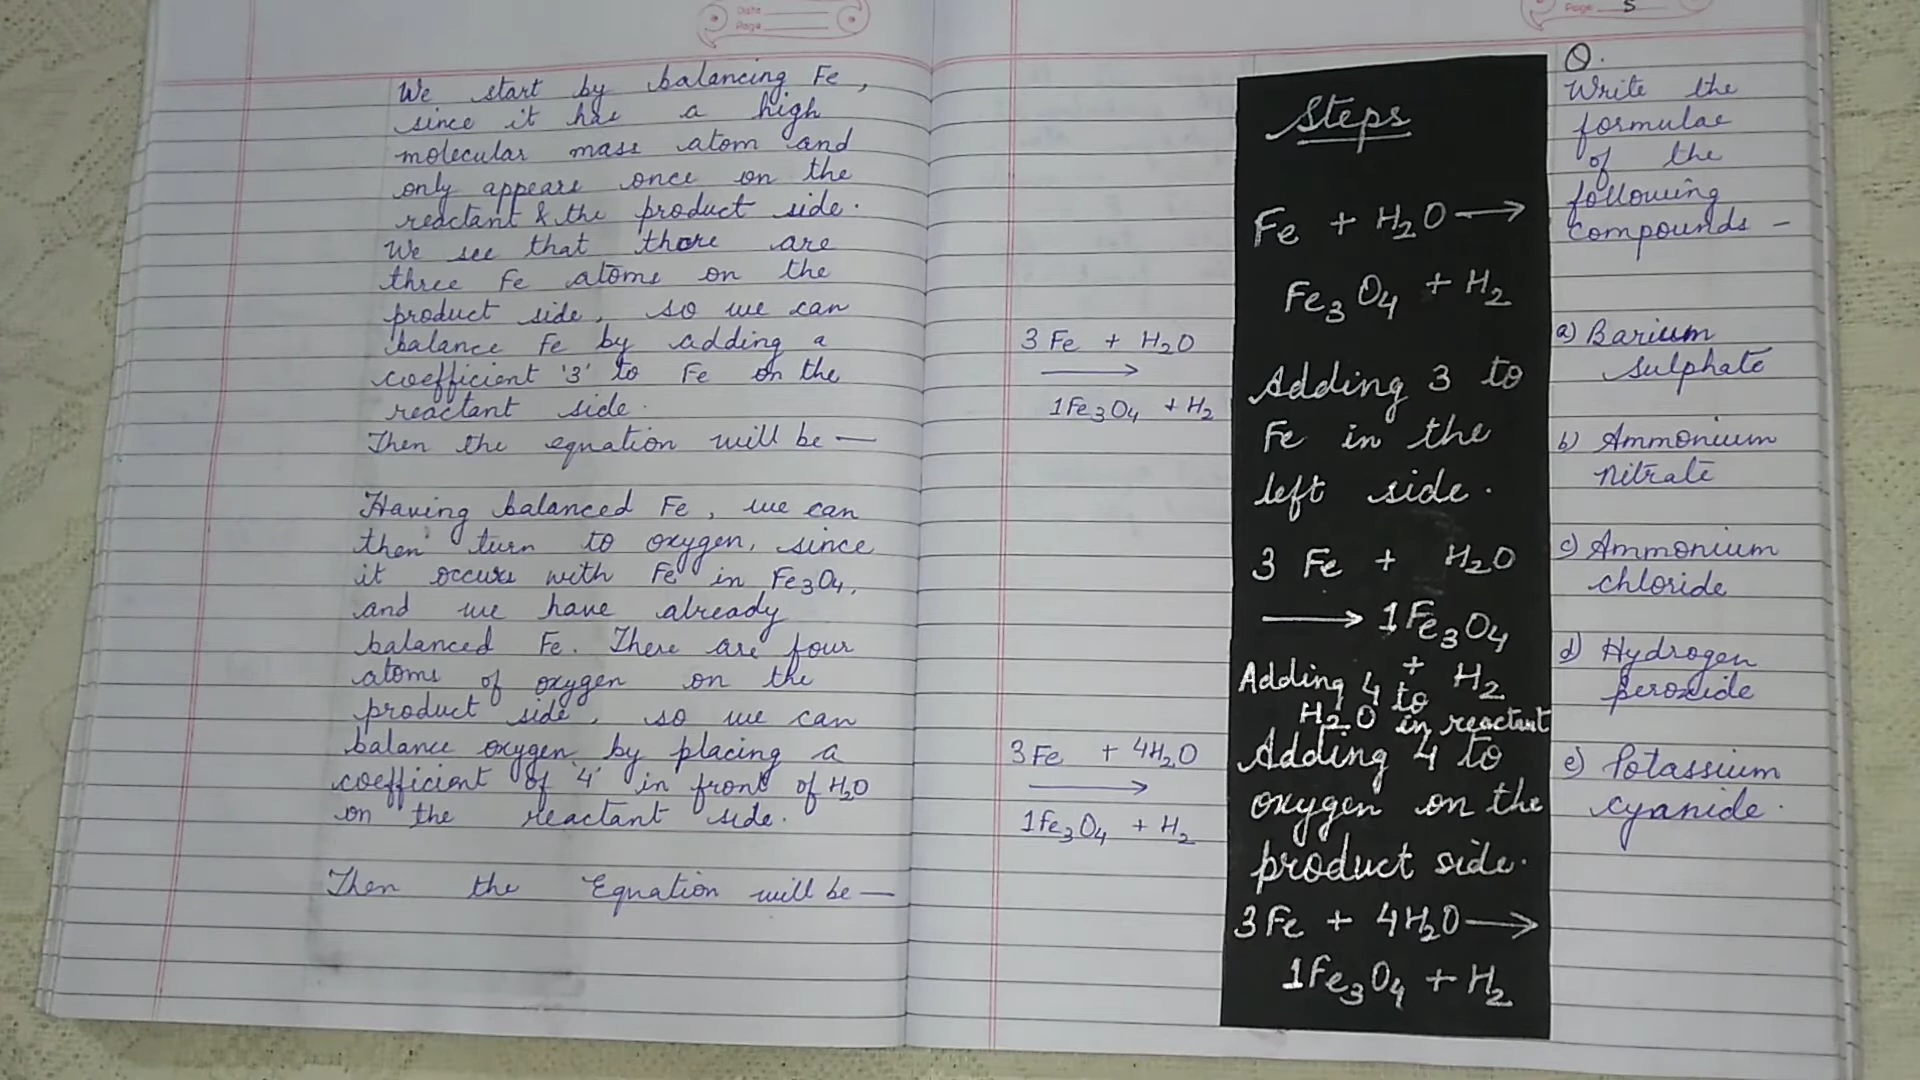 Date
Page
Page 5
We start by balancing Fe,
since it has a high
molecular mass atom and
only appears once on the
reactant & the product side.
We see that there are
three Fe atoms on the
product side, so we can
balance Fe by adding a
coefficient '3' to Fe on the
reactant side.
Then the equation will be —
Having balanced Fe, we can
then turn to oxygen, since
it occurs with Fe in Fe₃O₄,
and we have already
balanced Fe. There are four
atoms of oxygen on the
product side, so we can
balance oxygen by placing a
coefficient of '4' in front of H₂O
on the reactant side.
Then the Equation will be —
3 Fe + H₂O
⟶
1Fe₃O₄ + H₂
3Fe + 4H₂O
⟶
1Fe₃O₄ + H₂
Steps
Fe + H₂O ⟶
Fe₃O₄ + H₂
Adding 3 to
Fe in the
left side.
3 Fe + H₂O
⟶ 1Fe₃O₄
+ H₂
Adding 4 to
H₂O in reactant
Adding 4 to
oxygen on the
product side.
3Fe + 4H₂O ⟶
1Fe₃O₄ + H₂
Q.
Write the
formulae
of the
following
compounds –
a) Barium
sulphate
b) Ammonium
nitrate
c) Ammonium
chloride
d) Hydrogen
peroxide
e) Potassium
cyanide.